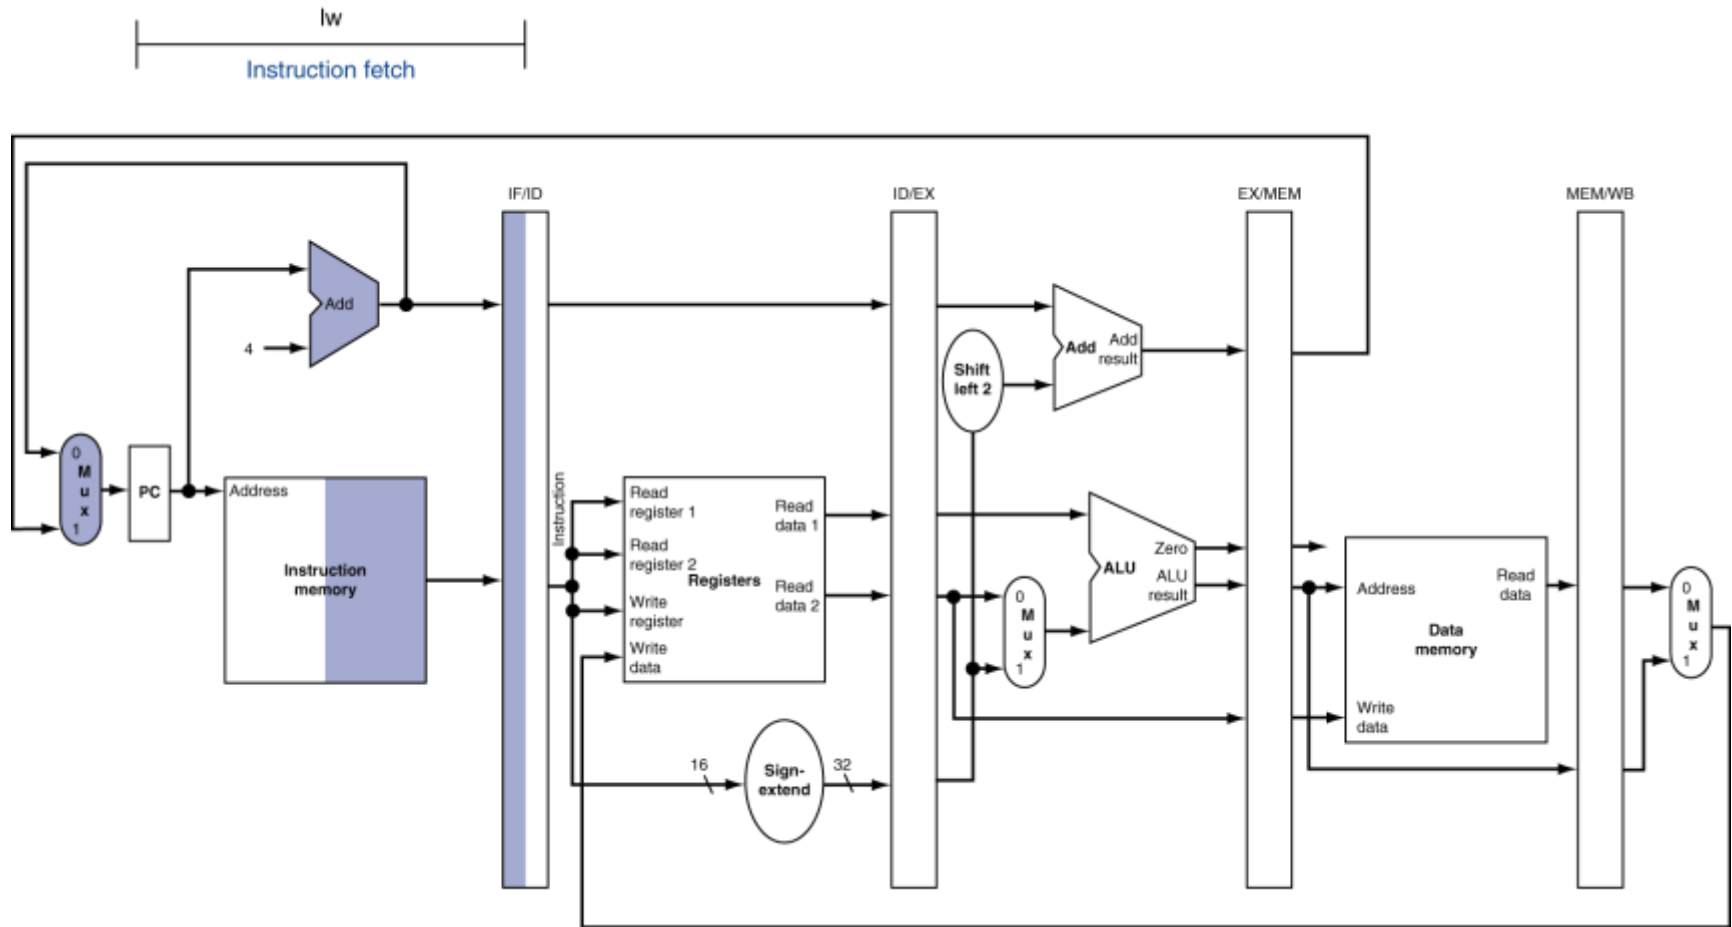 lw
Instruction fetch
IF/ID
ID/EX
EX/MEM
MEM/WB
Add
4
Shift
left 2
Add
Add
result
0
M
u
x
1
PC
Address
Instruction
memory
Instruction
Read
register 1
Read
register 2
Write
register
Write
data
Registers
Read
data 1
Read
data 2
16
Sign-
extend
32
0
M
u
x
1
ALU
Zero
ALU
result
Address
Write
data
Data
memory
Read
data
0
M
u
x
1